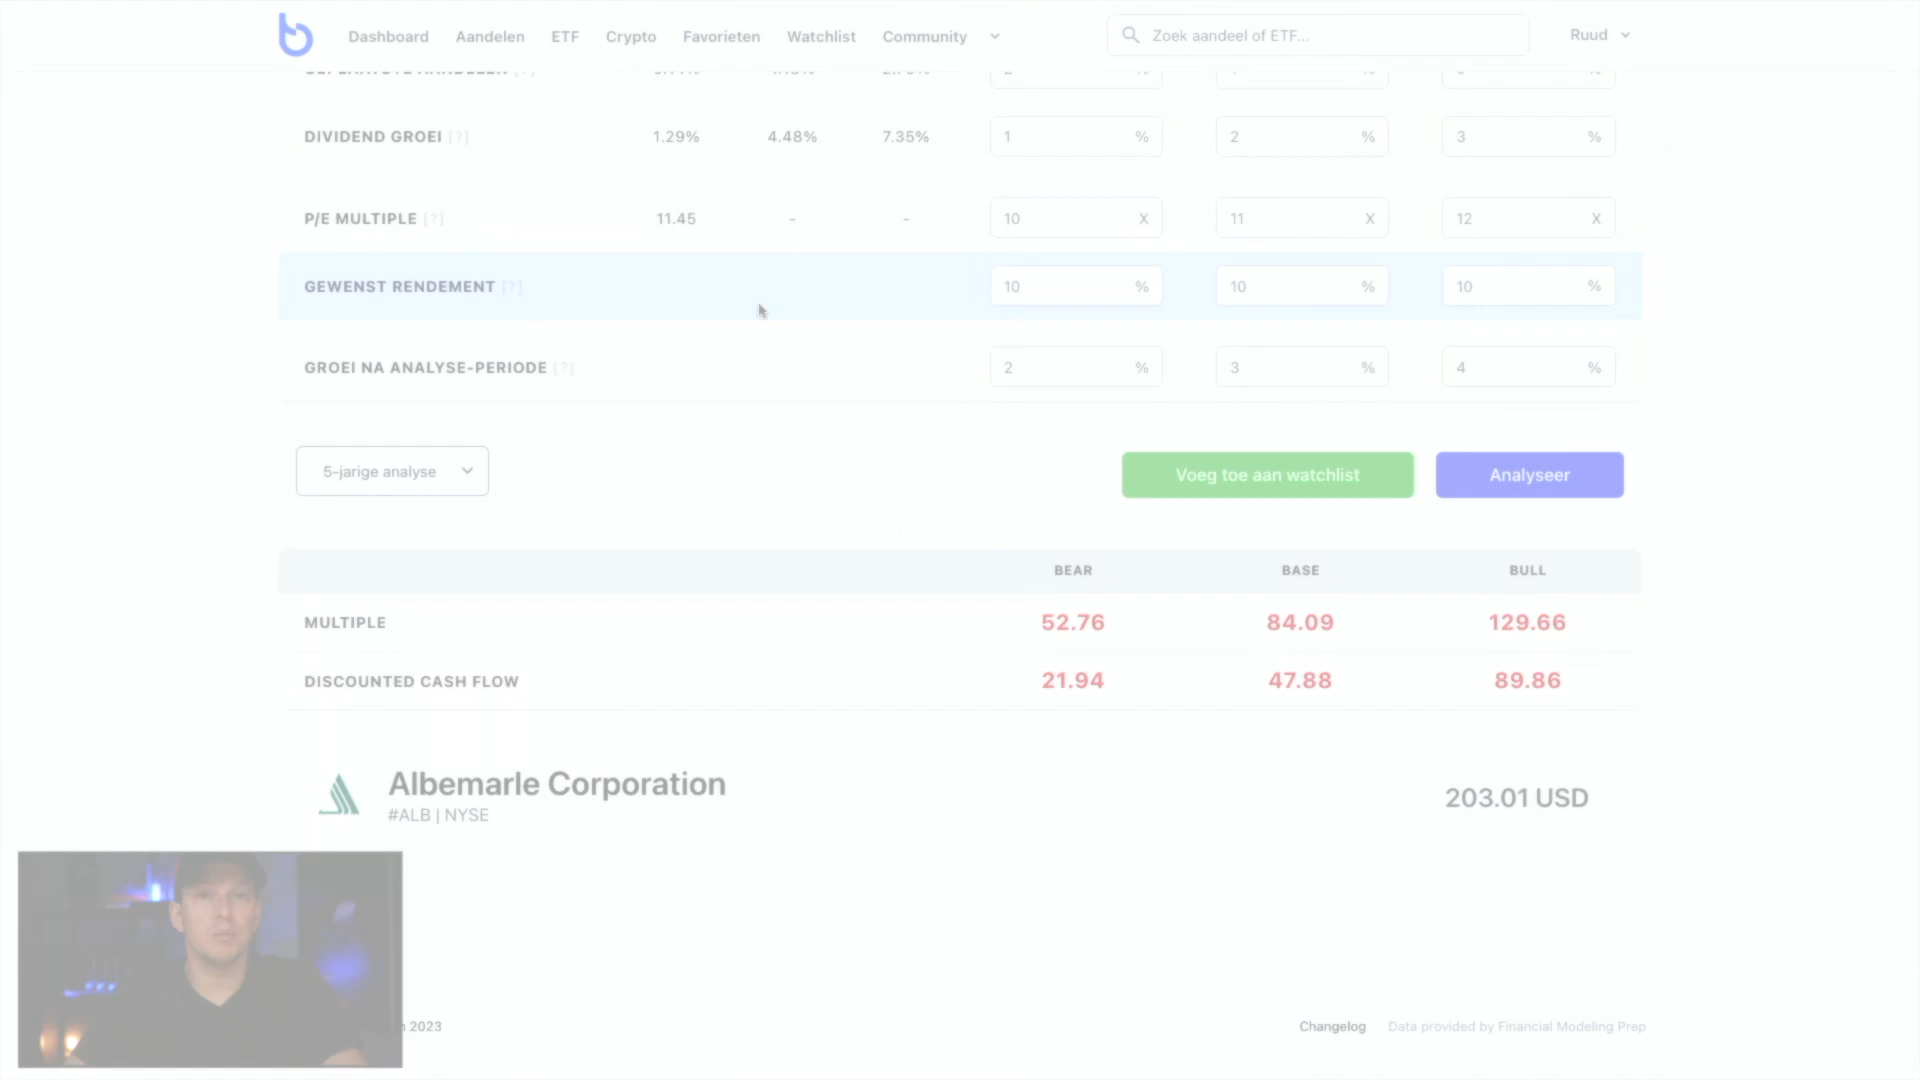 Dashboard Aandelen ETF Crypto Favorieten Watchlist Community Zoek aandeel of ETF... Ruud
DIVIDEND GROEI [?] 1.29% 4.48% 7.35% 1 % 2 % 3 %
P/E MULTIPLE [?] 11.45 - - 10 X 11 X 12 X
GEWENST RENDEMENT [?] 10 % 10 % 10 %
GROEI NA ANALYSE-PERIODE [?] 2 % 3 % 4 %
5-jarige analyse Voeg toe aan watchlist Analyseer
BEAR BASE BULL
MULTIPLE 52.76 84.09 129.66
DISCOUNTED CASH FLOW 21.94 47.88 89.86
Albemarle Corporation
#ALB | NYSE
203.01 USD
2023 Changelog Data provided by Financial Modeling Prep